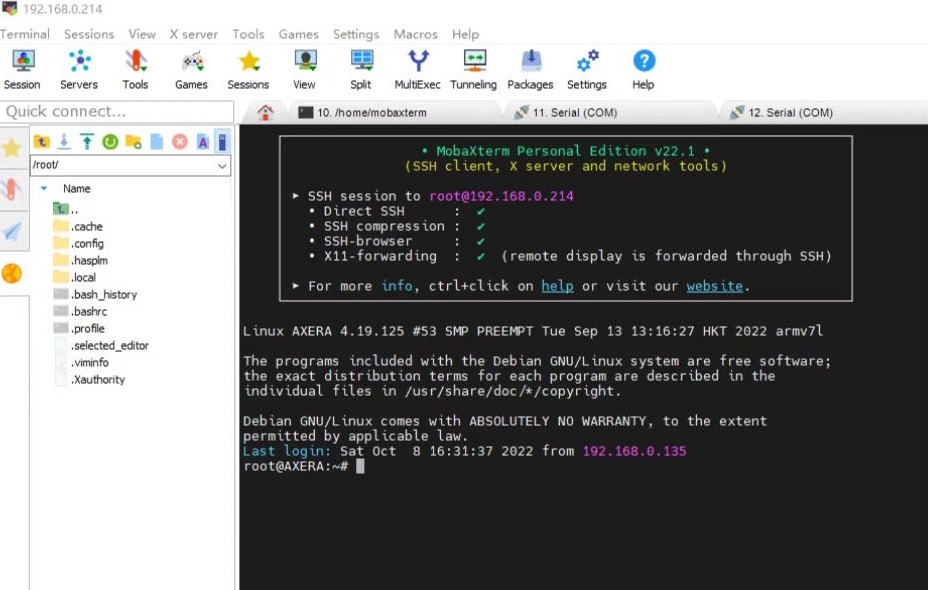 192.168.0.214
Terminal Sessions View X server Tools Games Settings Macros Help
Session Servers Tools Games Sessions View Split MultiExec Tunneling Packages Settings Help
Quick connect...
10. /home/mobaxterm
11. Serial (COM)
12. Serial (COM)
/root/
Name
..
.cache
.config
.hasplm
.local
.bash_history
.bashrc
.profile
.selected_editor
.viminfo
.Xauthority
• MobaXterm Personal Edition v22.1 •
(SSH client, X server and network tools)
➤ SSH session to root@192.168.0.214
• Direct SSH : ✔
• SSH compression : ✔
• SSH-browser : ✔
• X11-forwarding : ✔ (remote display is forwarded through SSH)
➤ For more info, ctrl+click on help or visit our website.
Linux AXERA 4.19.125 #53 SMP PREEMPT Tue Sep 13 13:16:27 HKT 2022 armv7l
The programs included with the Debian GNU/Linux system are free software;
the exact distribution terms for each program are described in the
individual files in /usr/share/doc/*/copyright.
Debian GNU/Linux comes with ABSOLUTELY NO WARRANTY, to the extent
permitted by applicable law.
Last login: Sat Oct  8 16:31:37 2022 from 192.168.0.135
root@AXERA:~#